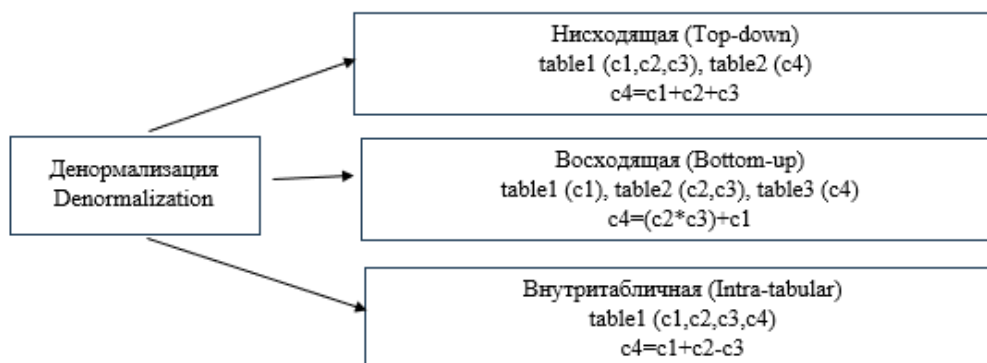 Нисходящая (Top-down)
table1 (c1,c2,c3), table2 (c4)
c4=c1+c2+c3
Денормализация
Denormalization
Восходящая (Bottom-up)
table1 (c1), table2 (c2,c3), table3 (c4)
c4=(c2*c3)+c1
Внутритабличная (Intra-tabular)
table1 (c1,c2,c3,c4)
c4=c1+c2-c3